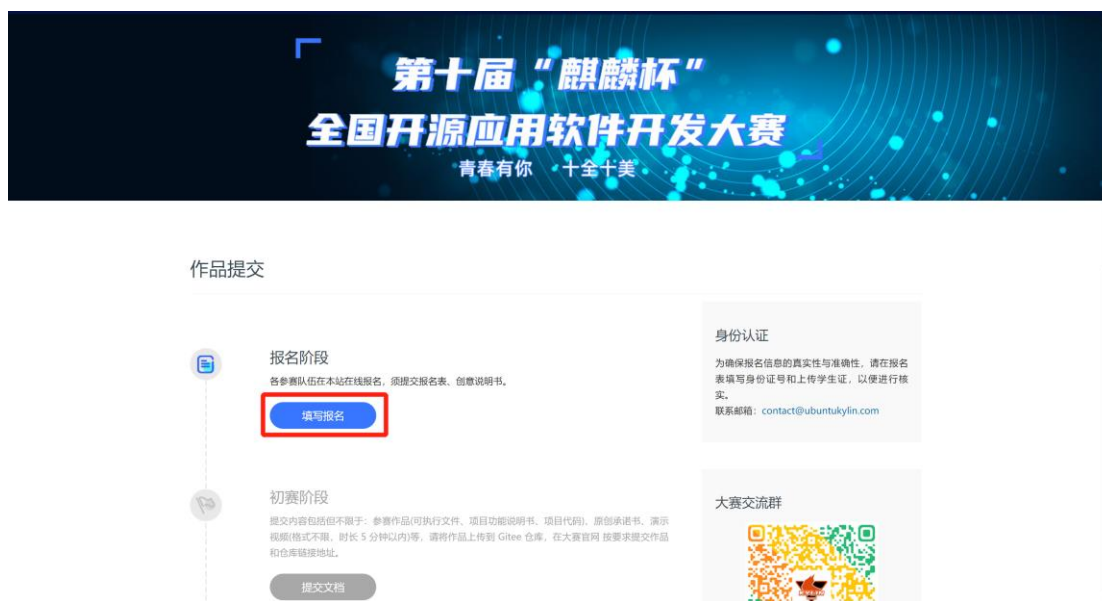 第十届“麒麟杯”
全国开源应用软件开发大赛
青春有你 十全十美
作品提交
报名阶段
各参赛队伍在本站在线报名，须提交报名表、创意说明书。
填写报名
身份认证
为确保报名信息的真实性与准确性，请在报名
表填写身份证号和上传学生证，以便进行核
实。
联系邮箱：contact@ubuntukylin.com
初赛阶段
提交内容包括但不限于：参赛作品(可执行文件、项目功能说明书、项目代码)、原创承诺书、演示
视频(格式不限，时长 5 分钟以内)等，请将作品上传到 Gitee 仓库，在大赛官网 按要求提交作品
和仓库链接地址。
提交文档
大赛交流群